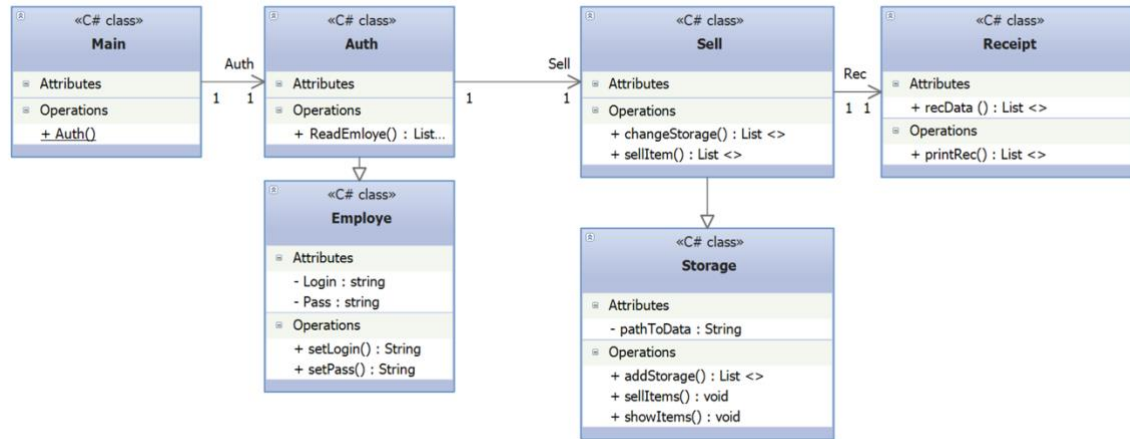 «C# class»
Main
Attributes
Operations
+ Auth()
Auth
1 1
«C# class»
Auth
Attributes
Operations
+ ReadEmloye() : List...
Sell
1
1
«C# class»
Sell
Attributes
Operations
+ changeStorage() : List <>
+ sellItem() : List <>
Rec
1 1
«C# class»
Receipt
Attributes
+ recData () : List <>
Operations
+ printRec() : List <>
«C# class»
Employe
Attributes
- Login : string
- Pass : string
Operations
+ setLogin() : String
+ setPass() : String
«C# class»
Storage
Attributes
- pathToData : String
Operations
+ addStorage() : List <>
+ sellItems() : void
+ showItems() : void